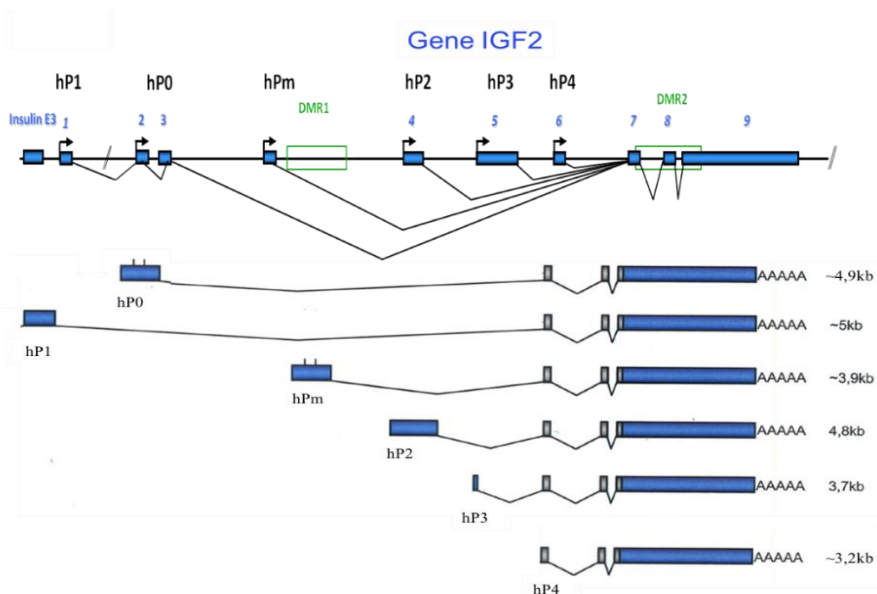 Gene IGF2
hP1 hP0 hPm hP2 hP3 hP4
DMR1 DMR2
Insulin E3 1 2 3 4 5 6 7 8 9
AAAAA ~4,9kb
hP0
AAAAA ~5kb
hP1
AAAAA ~3,9kb
hPm
AAAAA 4,8kb
hP2
AAAAA 3,7kb
hP3
AAAAA ~3,2kb
hP4